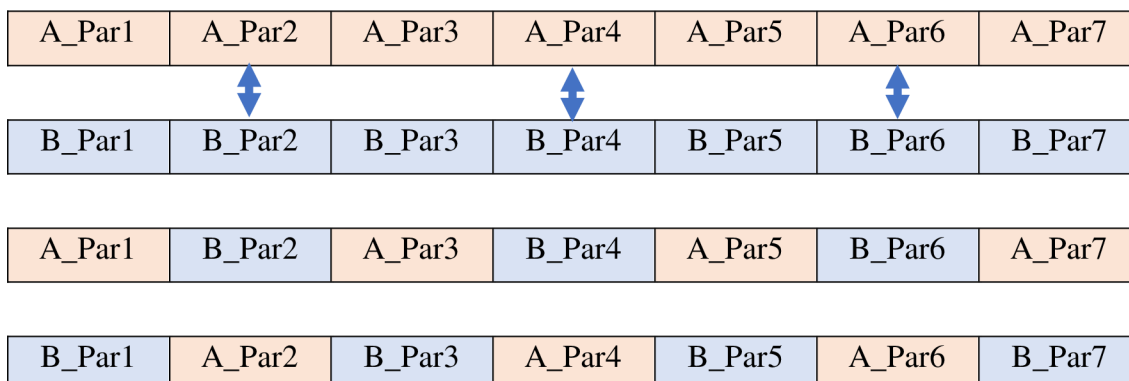 A_Par1 A_Par2 A_Par3 A_Par4 A_Par5 A_Par6 A_Par7
B_Par1 B_Par2 B_Par3 B_Par4 B_Par5 B_Par6 B_Par7
A_Par1 B_Par2 A_Par3 B_Par4 A_Par5 B_Par6 A_Par7
B_Par1 A_Par2 B_Par3 A_Par4 B_Par5 A_Par6 B_Par7